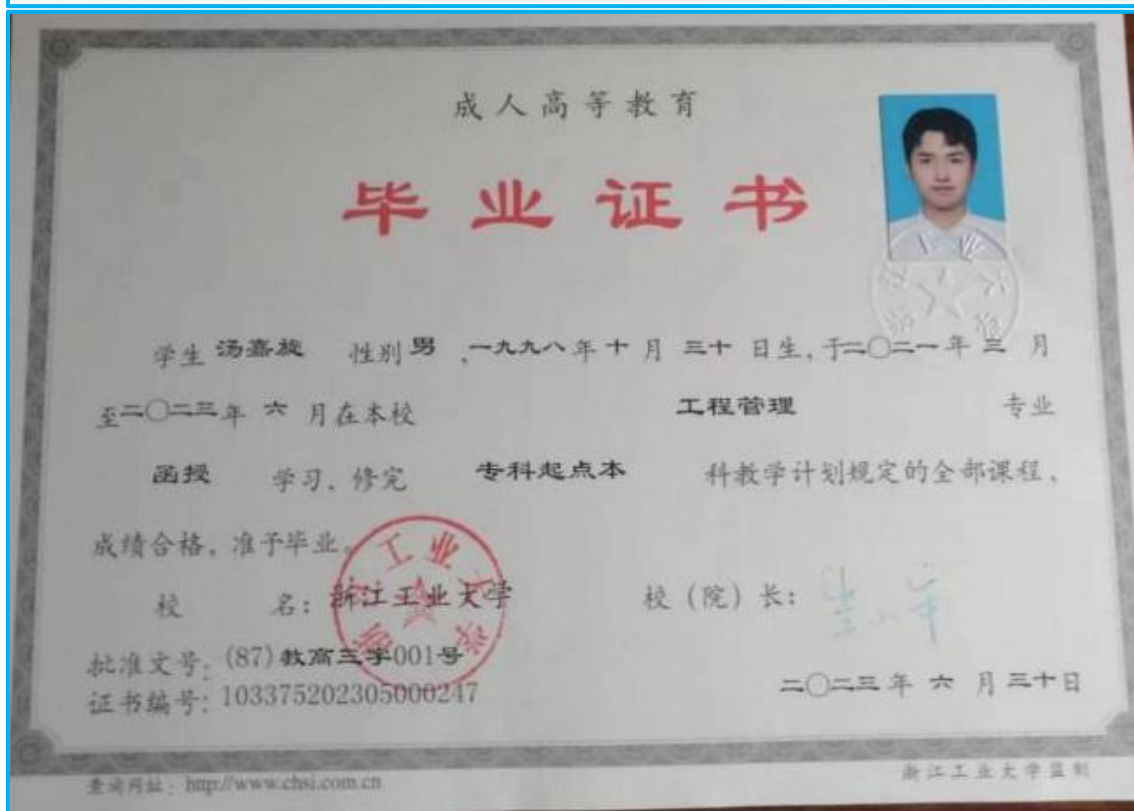 成人高等教育
毕业证书
学生 汤嘉旋 性别 男 ,一九九八 年 十 月 三十 日生, 于二〇二一 年 三 月
至二〇二三 年 六 月在本校 工程管理 专业
函授 学习, 修完 专科起点本 科教学计划规定的全部课程,
成绩合格, 准予毕业。
校 名: 浙江工业大学 校 (院) 长:
批准文号: (87) 教高三字001号
证书编号: 103375202305000247
二〇二三 年 六 月 三十日
查询网址: http://www.chsi.com.cn
浙江工业大学监制